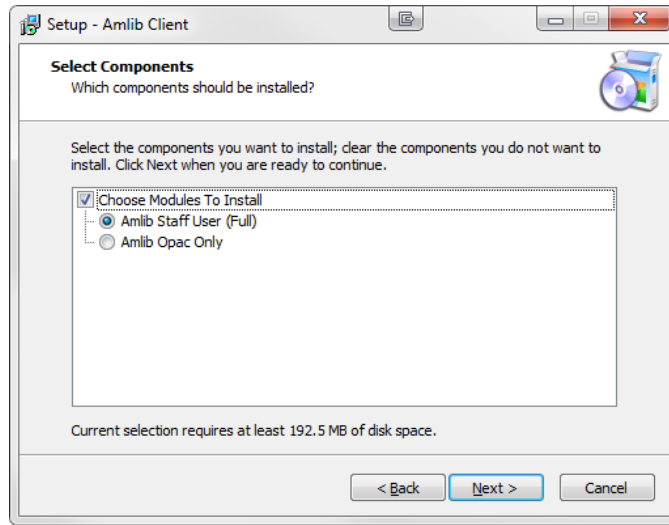 Setup - Amlib Client
Select Components
Which components should be installed?
Select the components you want to install; clear the components you do not want to
install. Click Next when you are ready to continue.
Choose Modules To Install
Amlib Staff User (Full)
Amlib Opac Only
Current selection requires at least 192.5 MB of disk space.
< Back
Next >
Cancel